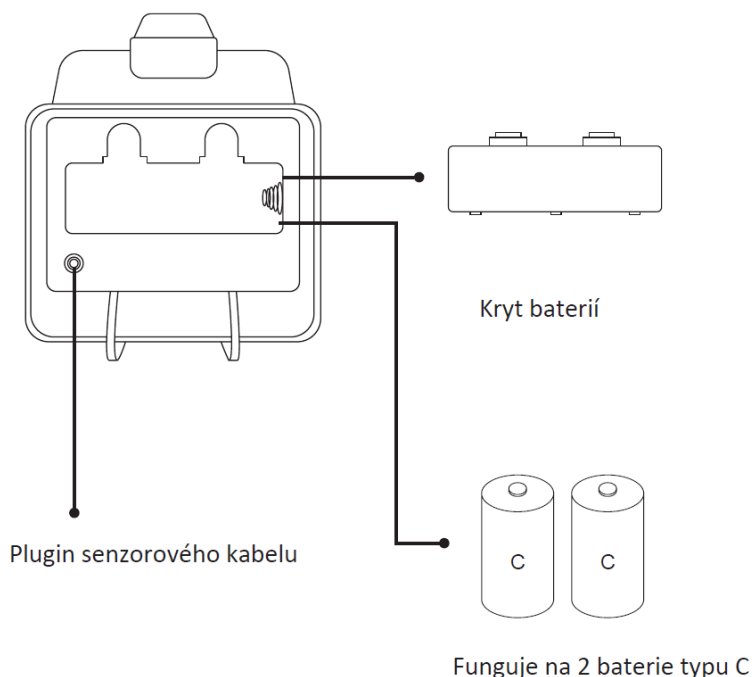 Kryt baterií
Plugin senzorového kabelu
C C
Funguje na 2 baterie typu C